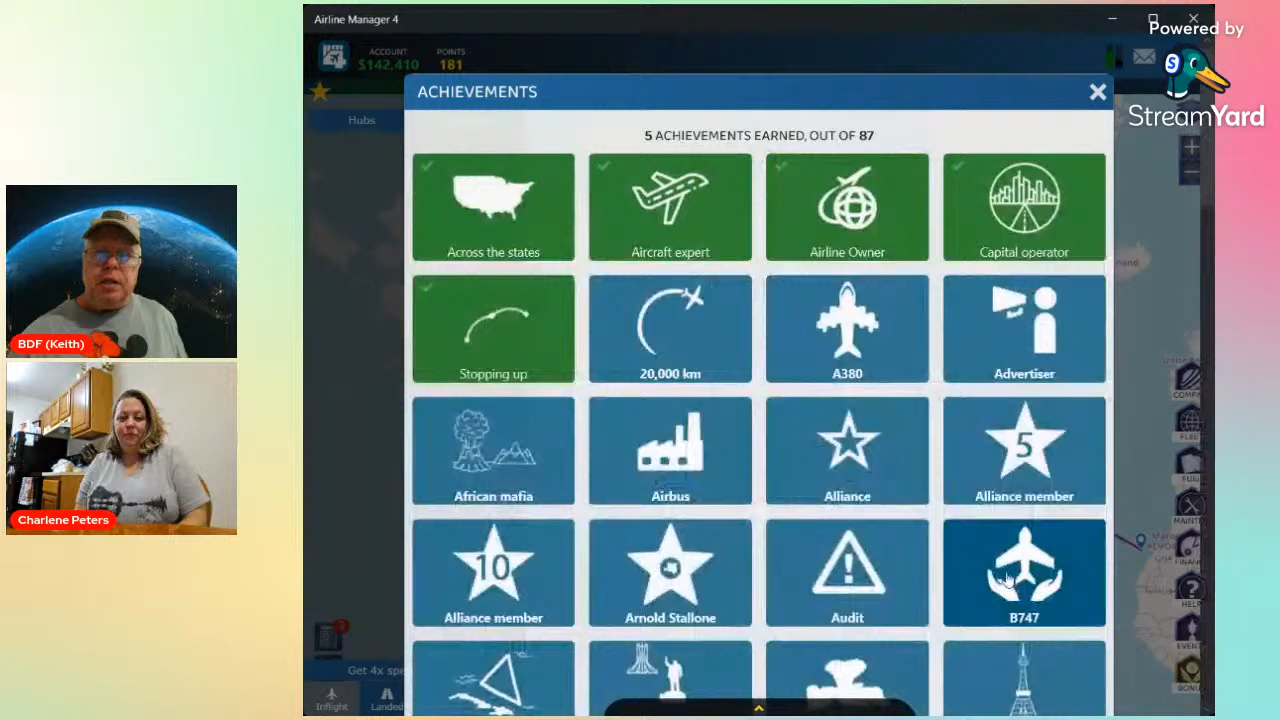 Airline Manager 4
Powered by
StreamYard
ACCOUNT
$142,410
POINTS
181
Hubs
ACHIEVEMENTS
5 ACHIEVEMENTS EARNED, OUT OF 87
Across the states
Aircraft expert
Airline Owner
Capital operator
Stopping up
20,000 km
A380
Advertiser
African mafia
Airbus
Alliance
5
Alliance member
10
Alliance member
Arnold Stallone
Audit
B747
BDF (Keith)
Charlene Peters
Get 4x spe
Inflight
Landed